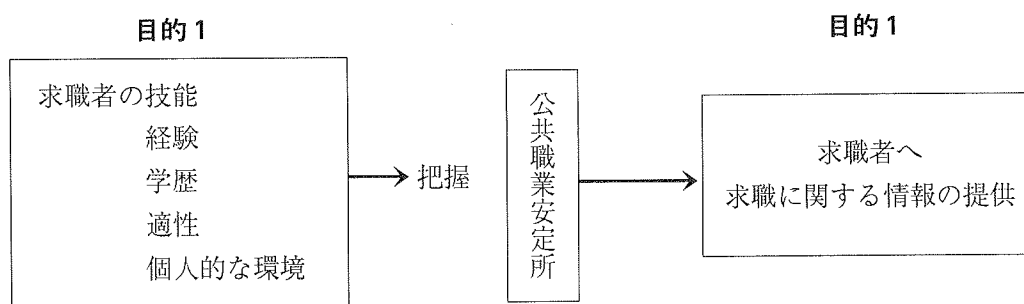 目的1
求職者の技能
経験
学歴
適性
個人的な環境
把握
公共職業安定所
目的1
求職者へ
求職に関する情報の提供